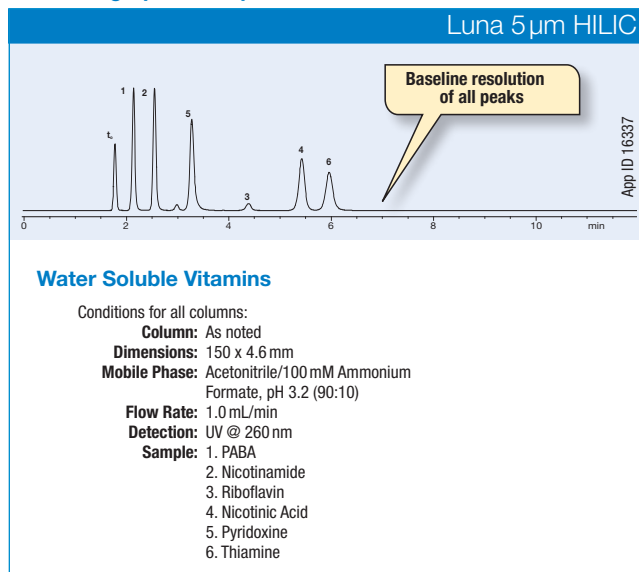 Luna 5 µm HILIC
Baseline resolution
of all peaks
App ID 16337
t₀
1
2
5
3
4
6
0 2 4 6 8 10 min
Water Soluble Vitamins
Conditions for all columns:
Column: As noted
Dimensions: 150 x 4.6 mm
Mobile Phase: Acetonitrile/100 mM Ammonium
Formate, pH 3.2 (90:10)
Flow Rate: 1.0 mL/min
Detection: UV @ 260 nm
Sample: 1. PABA
2. Nicotinamide
3. Riboflavin
4. Nicotinic Acid
5. Pyridoxine
6. Thiamine